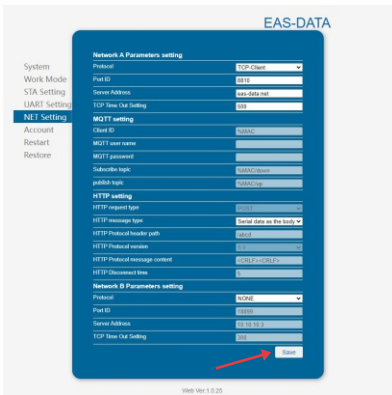 EAS-DATA
System
Work Mode
STA Setting
UART Setting
NET Setting
Account
Restart
Restore
Network A Parameters setting
Protocol TCP-Client
Port ID 8810
Server Address eas-data.net
TCP Time Out Setting
MQTT setting
Client ID %MAC
MQTT user name
MQTT password
Subscribe topic %MAC/down
publish topic %MAC/up
HTTP setting
HTTP request type POST
HTTP message type Serial data as the body
HTTP Protocol header path /abcd
HTTP Protocol version 1.1
HTTP Protocol message content <CRLF><CRLF>
HTTP Disconnect time
Network B Parameters setting
Protocol NONE
Port ID 18899
Server Address 10.10.10.3
TCP Time Out Setting
Save
Web Ver:1.0.20